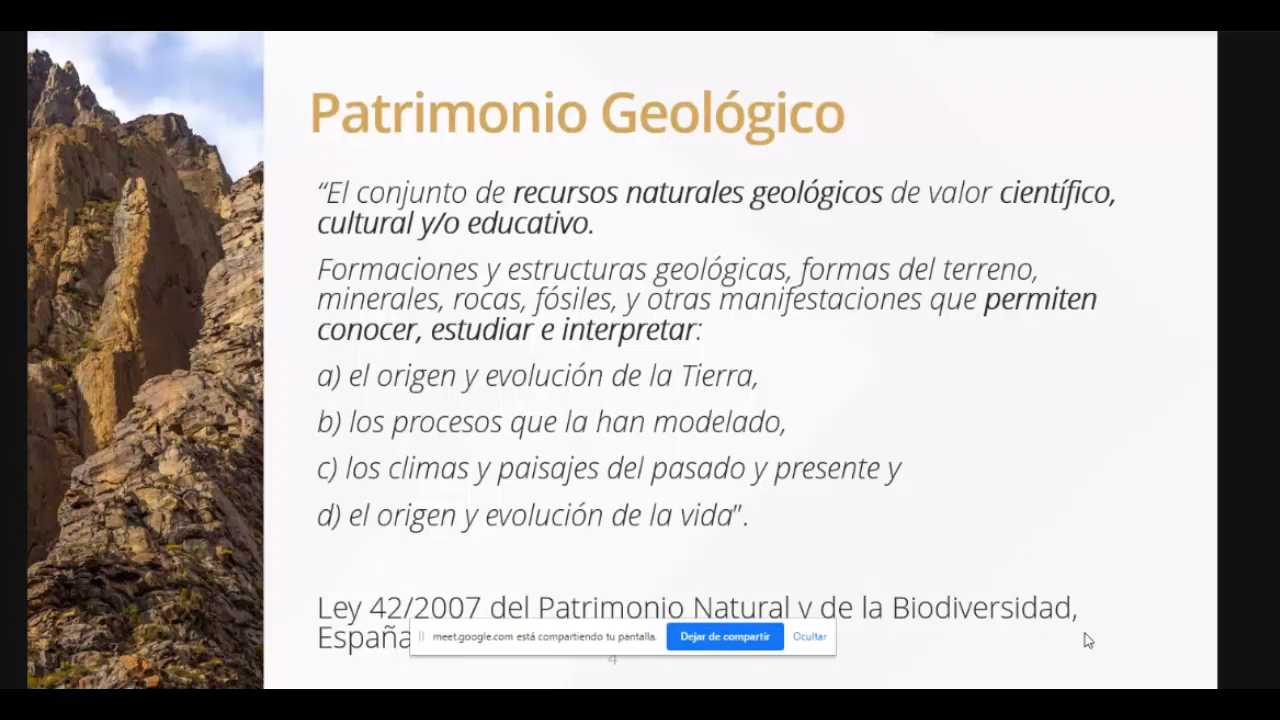 Patrimonio Geológico
“El conjunto de recursos naturales geológicos de valor científico,
cultural y/o educativo.
Formaciones y estructuras geológicas, formas del terreno,
minerales, rocas, fósiles, y otras manifestaciones que permiten
conocer, estudiar e interpretar:
a) el origen y evolución de la Tierra,
b) los procesos que la han modelado,
c) los climas y paisajes del pasado y presente y
d) el origen y evolución de la vida".
Ley 42/2007 del Patrimonio Natural y de la Biodiversidad,
España
meet.google.com está compartiendo tu pantalla. Dejar de compartir Ocultar
4